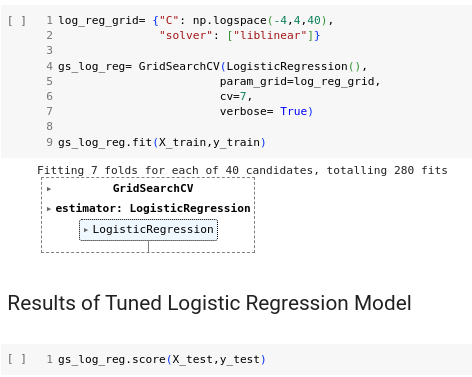 [ ] 1 log_reg_grid= {"C": np.logspace(-4,4,40),
2 "solver": ["liblinear"]}
3
4 gs_log_reg= GridSearchCV(LogisticRegression(),
5 param_grid=log_reg_grid,
6 cv=7,
7 verbose= True)
8
9 gs_log_reg.fit(X_train,y_train)
Fitting 7 folds for each of 40 candidates, totalling 280 fits
▸ GridSearchCV
▸ estimator: LogisticRegression
▸ LogisticRegression
Results of Tuned Logistic Regression Model
[ ] 1 gs_log_reg.score(X_test,y_test)